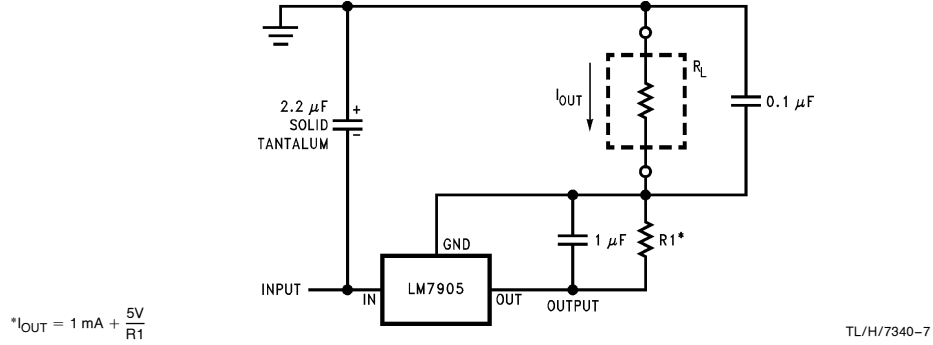 R_L
I_OUT
0.1 μF
2.2 μF
SOLID
TANTALUM
+
−
GND
1 μF
R1*
INPUT
IN
LM7905
OUT
OUTPUT
*I_OUT = 1 mA + 5V/R1
TL/H/7340–7